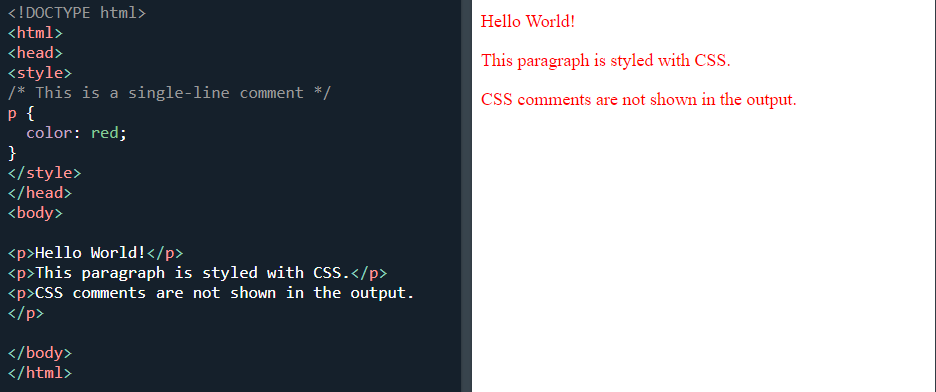 <!DOCTYPE html>
<html>
<head>
<style>
/* This is a single-line comment */
p {
  color: red;
}
</style>
</head>
<body>

<p>Hello World!</p>
<p>This paragraph is styled with CSS.</p>
<p>CSS comments are not shown in the output.
</p>

</body>
</html>
Hello World!
This paragraph is styled with CSS.
CSS comments are not shown in the output.